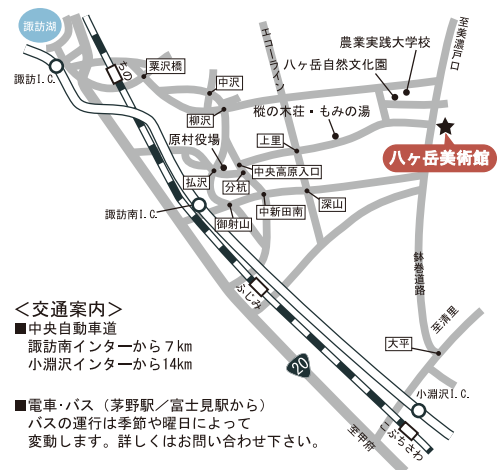 諏訪湖
至美濃戸口
エコーライン
農業実践大学校
八ヶ岳自然文化園
ちの
粟沢橋
諏訪I.C.
中沢
柳沢
樅の木荘・もみの湯
原村役場
上里
八ヶ岳美術館
中央高原入口
払沢
分杭
深山
諏訪南I.C.
中新田南
御射山
鉢巻道路
ふじみ
至清里
大平
20
小淵沢I.C.
こぶちさわ
至甲府
＜交通案内＞
■中央自動車道
諏訪南インターから７km
小淵沢インターから14km
■電車・バス（茅野駅／富士見駅から）
バスの運行は季節や曜日によって
変動します。詳しくはお問い合わせ下さい。